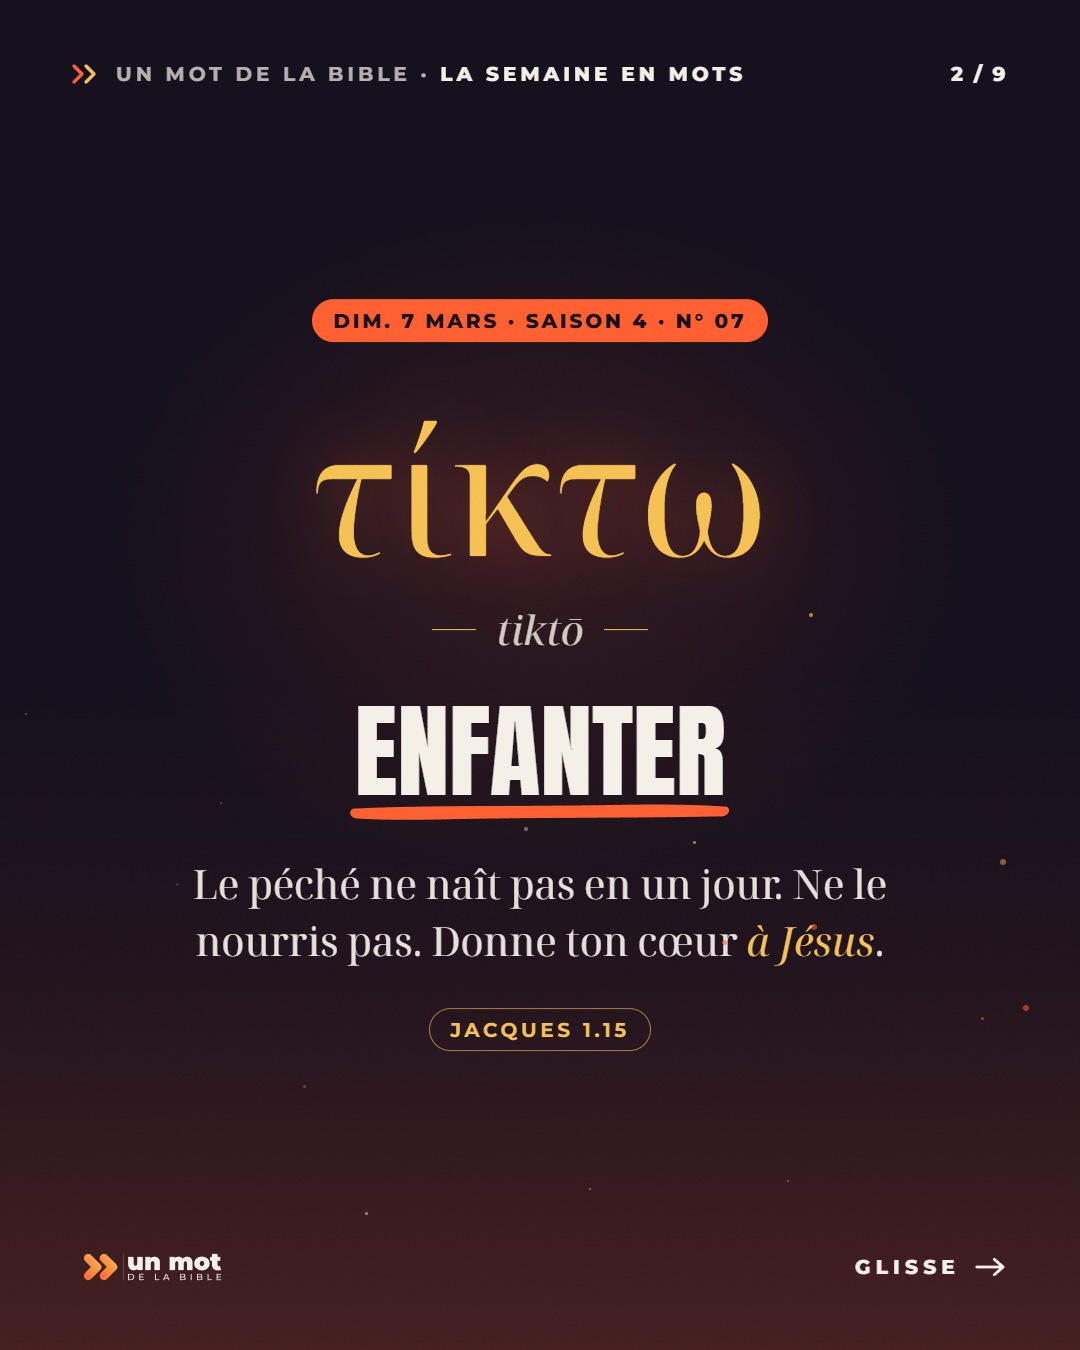 UN MOT DE LA BIBLE · LA SEMAINE EN MOTS
2 / 9
DIM. 7 MARS · SAISON 4 · N° 07
τίκτω
tiktō
ENFANTER
Le péché ne naît pas en un jour. Ne le
nourris pas. Donne ton cœur à Jésus.
JACQUES 1.15
un mot
DE LA BIBLE
GLISSE →